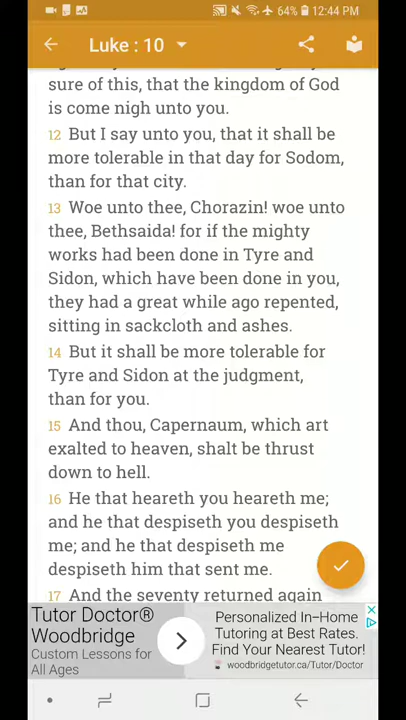 64% 12:44 PM
Luke : 10
sure of this, that the kingdom of God
is come nigh unto you.
12 But I say unto you, that it shall be
more tolerable in that day for Sodom,
than for that city.
13 Woe unto thee, Chorazin! woe unto
thee, Bethsaida! for if the mighty
works had been done in Tyre and
Sidon, which have been done in you,
they had a great while ago repented,
sitting in sackcloth and ashes.
14 But it shall be more tolerable for
Tyre and Sidon at the judgment,
than for you.
15 And thou, Capernaum, which art
exalted to heaven, shalt be thrust
down to hell.
16 He that heareth you heareth me;
and he that despiseth you despiseth
me; and he that despiseth me
despiseth him that sent me.
17 And the seventy returned again
Tutor Doctor®
Woodbridge
Custom Lessons for
All Ages
Personalized In-Home
Tutoring at Best Rates.
Find Your Nearest Tutor!
woodbridgetutor.ca/Tutor/Doctor